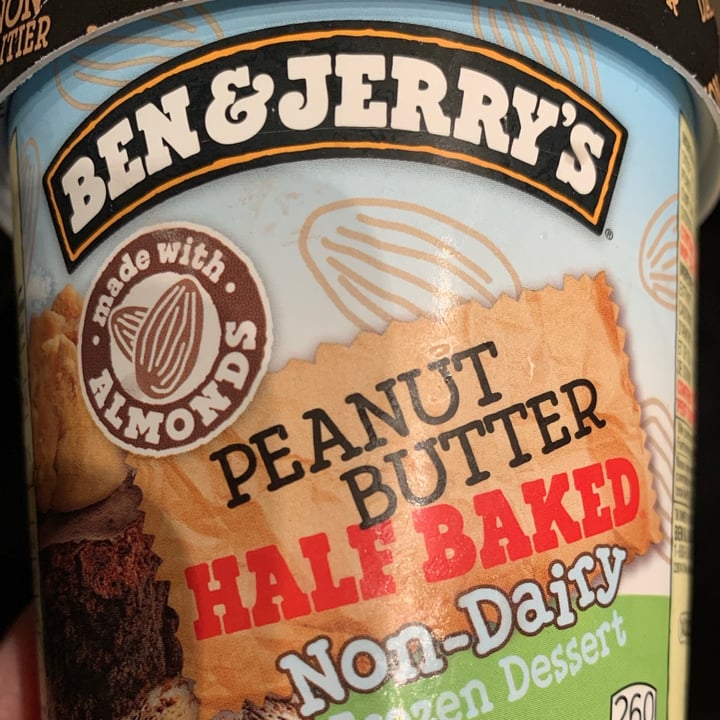 BEN & JERRY'S
®
made with
ALMONDS
PEANUT
BUTTER
HALF BAKED
Non-Dairy
Frozen Dessert
260